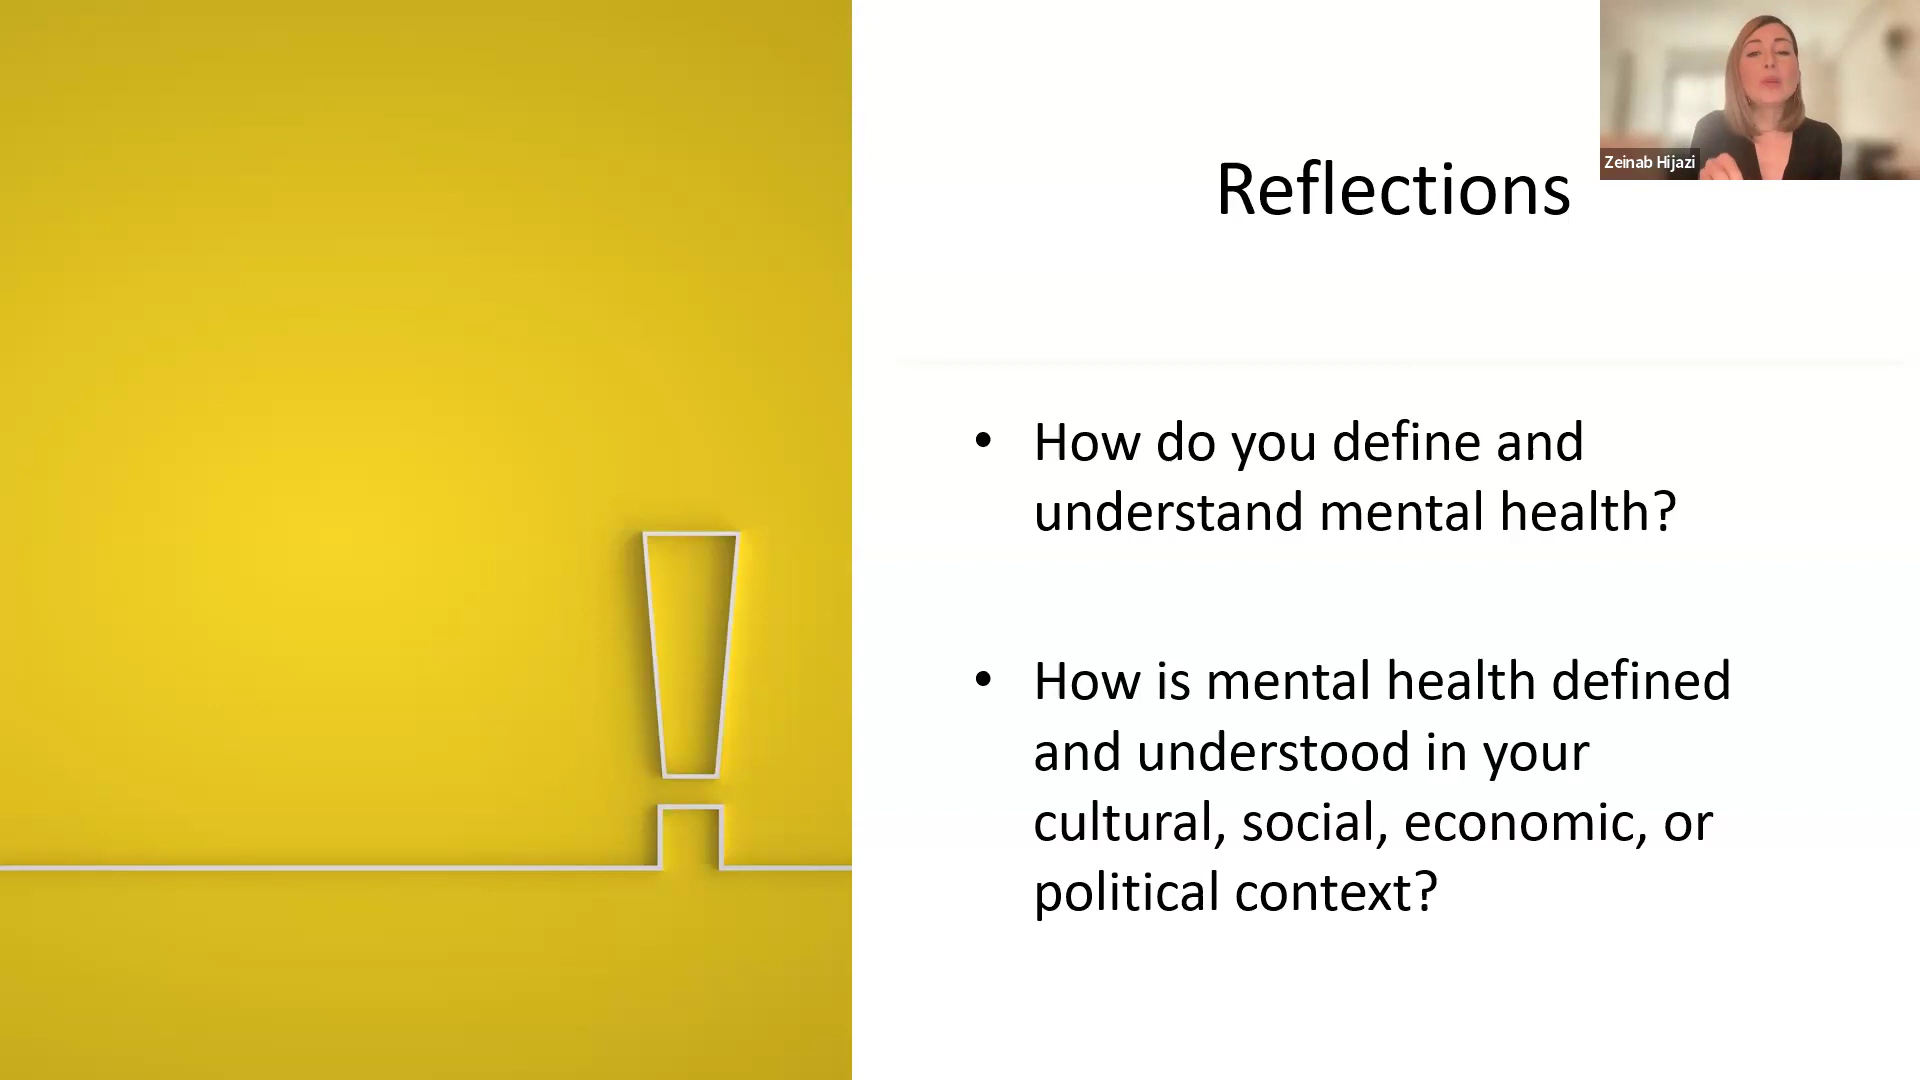 Reflections
Zeinab Hijazi
• How do you define and
understand mental health?
• How is mental health defined
and understood in your
cultural, social, economic, or
political context?